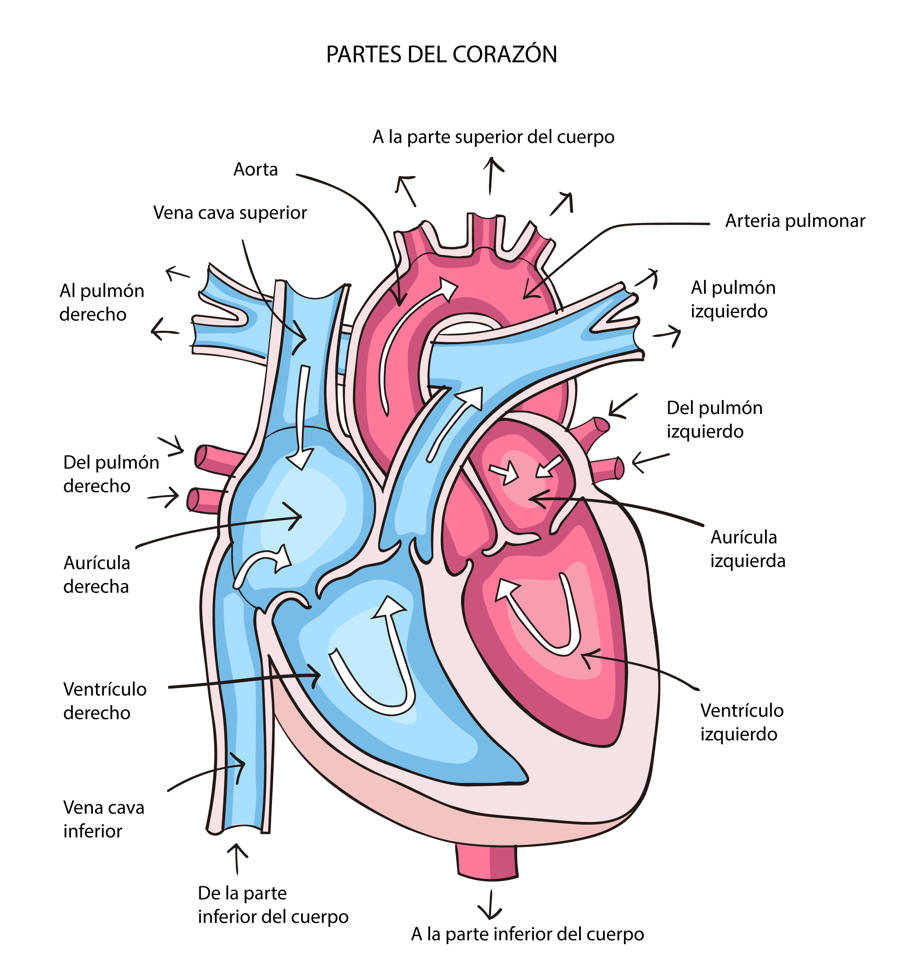 PARTES DEL CORAZÓN
A la parte superior del cuerpo
Aorta
Vena cava superior
Arteria pulmonar
Al pulmón
derecho
Al pulmón
izquierdo
Del pulmón
izquierdo
Del pulmón
derecho
Aurícula
izquierda
Aurícula
derecha
Ventrículo
derecho
Ventrículo
izquierdo
Vena cava
inferior
De la parte
inferior del cuerpo
A la parte inferior del cuerpo